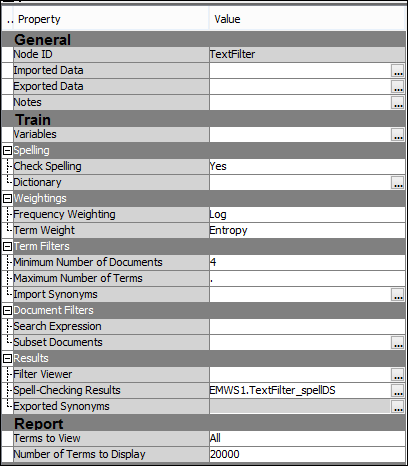 .. Property Value
General
Node ID TextFilter
Imported Data ...
Exported Data ...
Notes ...
Train
Variables ...
Spelling
Check Spelling Yes
Dictionary ...
Weightings
Frequency Weighting Log
Term Weight Entropy
Term Filters
Minimum Number of Documents 4
Maximum Number of Terms .
Import Synonyms ...
Document Filters
Search Expression
Subset Documents ...
Results
Filter Viewer ...
Spell-Checking Results EMWS1.TextFilter_spellDS ...
Exported Synonyms ...
Report
Terms to View All
Number of Terms to Display 20000